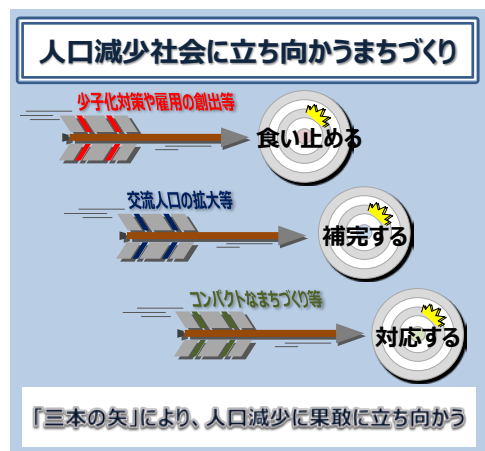 人口減少社会に立ち向かうまちづくり
少子化対策や雇用の創出等
食い止める
交流人口の拡大等
補完する
コンパクトなまちづくり等
対応する
「三本の矢」により、人口減少に果敢に立ち向かう